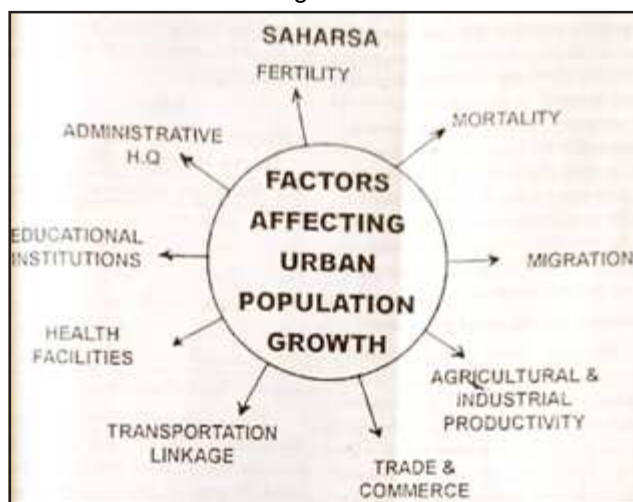 SAHARSA
FERTILITY
MORTALITY
MIGRATION
AGRICULTURAL &
INDUSTRIAL
PRODUCTIVITY
TRADE &
COMMERCE
TRANSPORTATION
LINKAGE
HEALTH
FACILITIES
EDUCATIONAL
INSTITUTIONS
ADMINISTRATIVE
H.Q
FACTORS
AFFECTING
URBAN
POPULATION
GROWTH